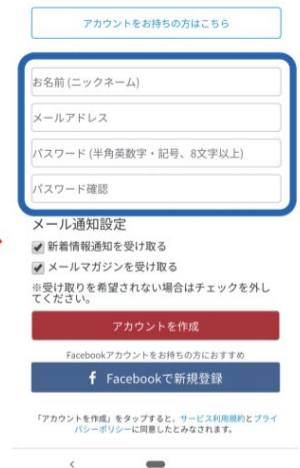 アカウントをお持ちの方はこちら
お名前 (ニックネーム)
メールアドレス
パスワード (半角英数字・記号、8文字以上)
パスワード確認
メール通知設定
新着情報通知を受け取る
メールマガジンを受け取る
※受け取りを希望されない場合はチェックを外し
てください。
アカウントを作成
Facebookアカウントをお持ちの方におすすめ
f Facebookで新規登録
「アカウントを作成」をタップすると、サービス利用規約とプライ
バシーポリシーに同意したとみなされます。